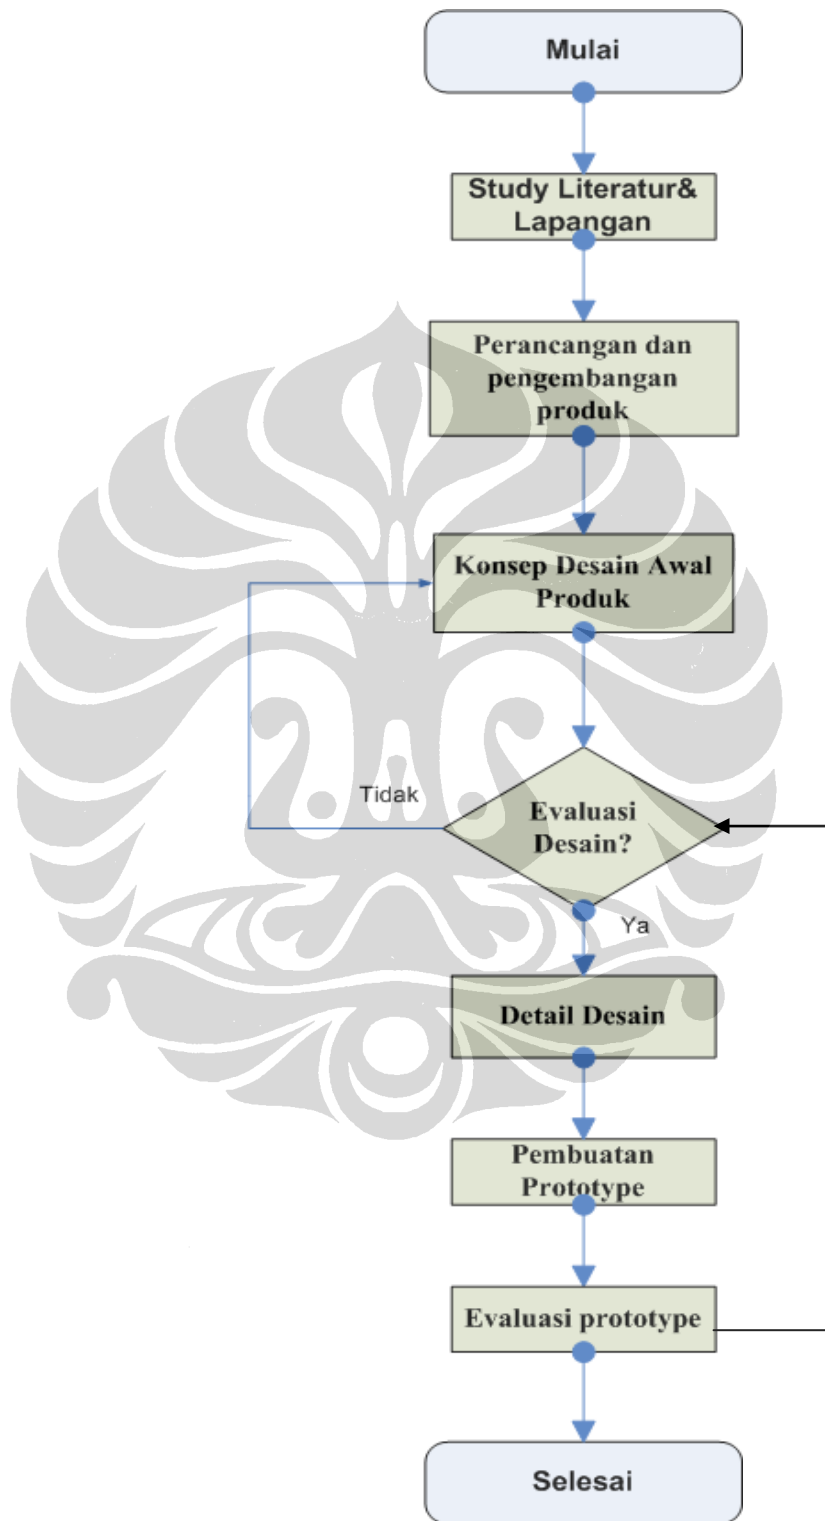 Mulai
Study Literatur&
Lapangan
Perancangan dan
pengembangan
produk
Konsep Desain Awal
Produk
Tidak
Evaluasi
Desain?
Ya
Detail Desain
Pembuatan
Prototype
Evaluasi prototype
Selesai